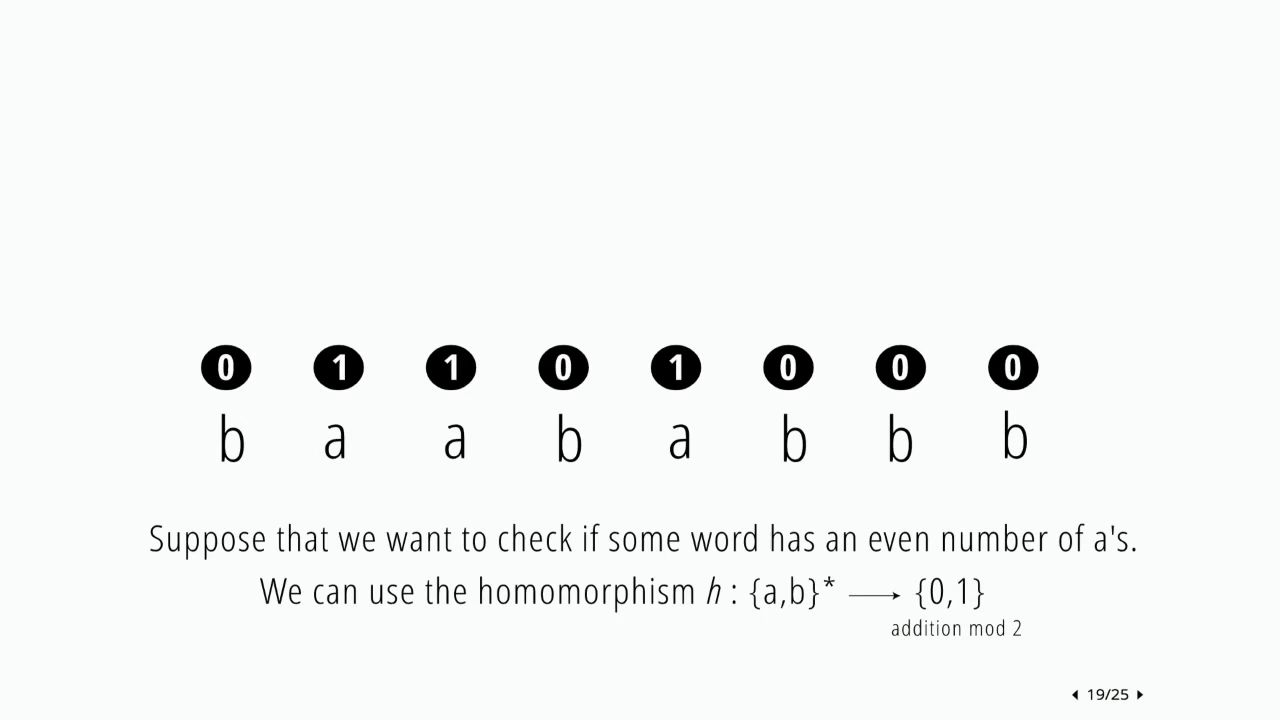 0 1 1 0 1 0 0 0
b a a b a b b b
Suppose that we want to check if some word has an even number of a's.
We can use the homomorphism h : {a,b}* ⟶ {0,1}
addition mod 2
19/25